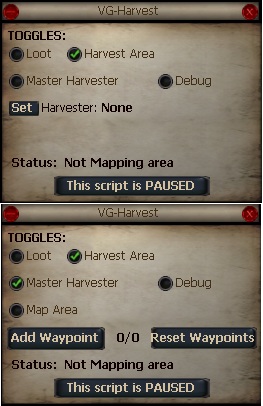 VG-Harvest
TOGGLES:
Loot Harvest Area
Master Harvester Debug
Set Harvester: None
Status: Not Mapping area
This script is PAUSED
VG-Harvest
TOGGLES:
Loot Harvest Area
Master Harvester Debug
Map Area
Add Waypoint 0/0 Reset Waypoints
Status: Not Mapping area
This script is PAUSED